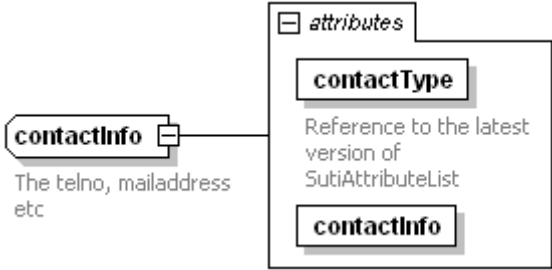 attributes
contactType
Reference to the latest
version of
SutiAttributeList
contactInfo
contactInfo
The telno, mailaddress
etc